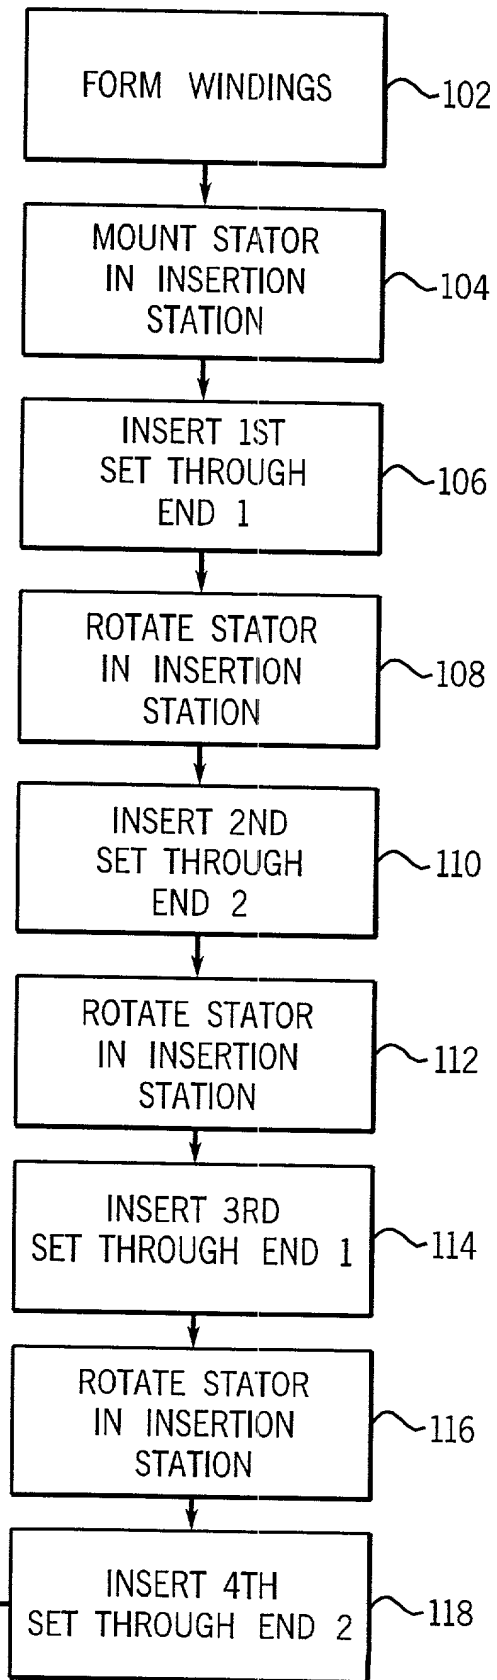 FORM WINDINGS
102
MOUNT STATOR
IN INSERTION
STATION
104
INSERT 1ST
SET THROUGH
END 1
106
ROTATE STATOR
IN INSERTION
STATION
108
INSERT 2ND
SET THROUGH
END 2
110
ROTATE STATOR
IN INSERTION
STATION
112
INSERT 3RD
SET THROUGH END 1
114
ROTATE STATOR
IN INSERTION
STATION
116
INSERT 4TH
SET THROUGH END 2
118